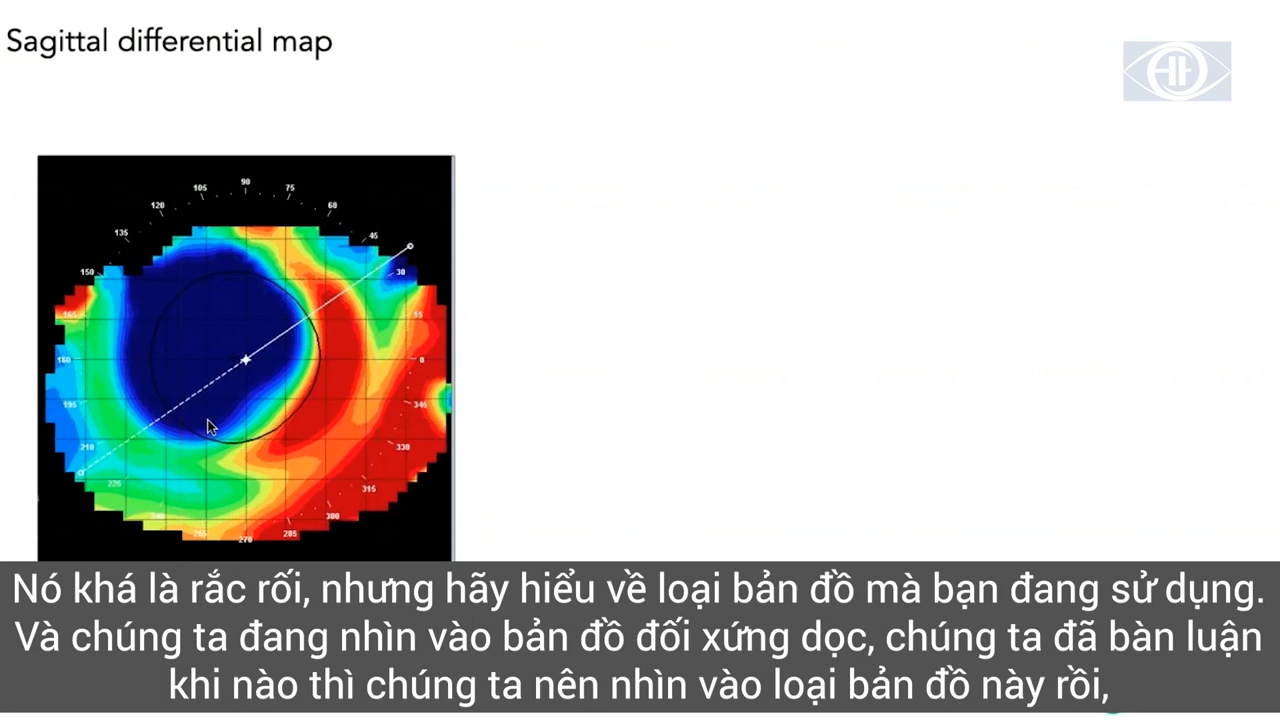 Sagittal differential map
105 90 75
120 60
135 45
150 30
165 15
180 0
195 345
210 330
225 315
300
255 270 285
Nó khá là rắc rối, nhưng hãy hiểu về loại bản đồ mà bạn đang sử dụng.
Và chúng ta đang nhìn vào bản đồ đối xứng dọc, chúng ta đã bàn luận
khi nào thì chúng ta nên nhìn vào loại bản đồ này rồi,